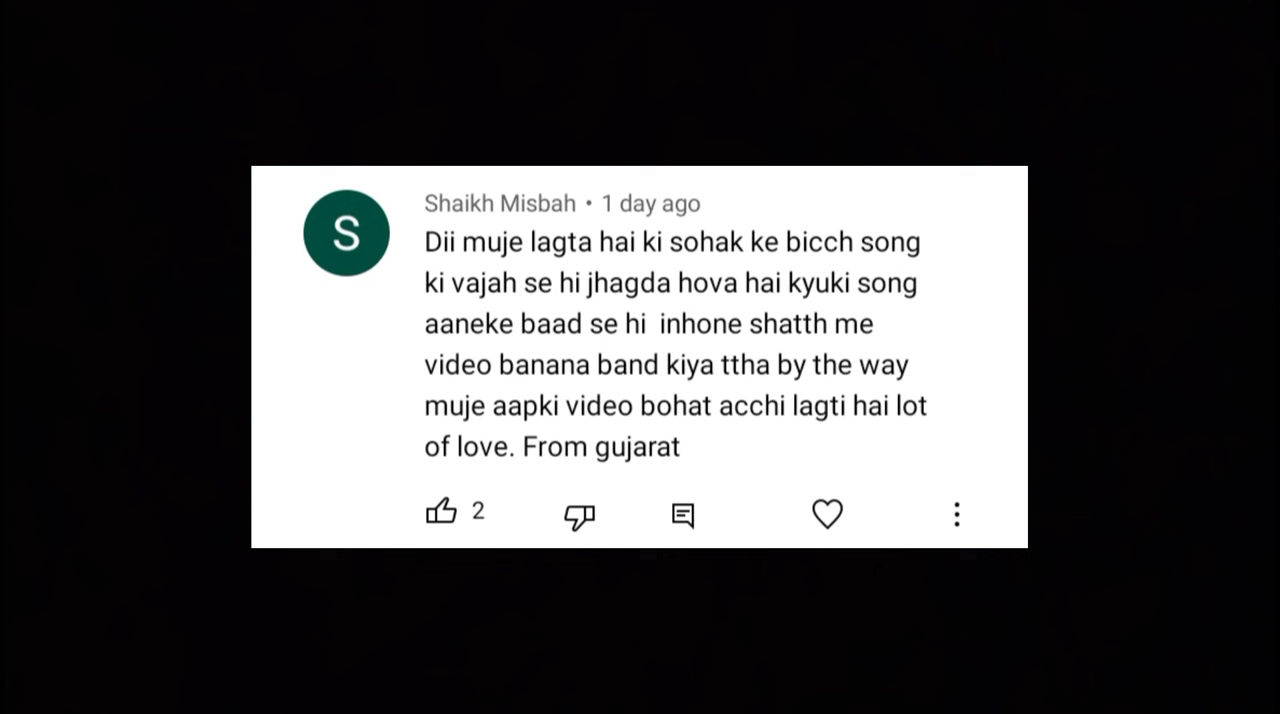 S
Shaikh Misbah • 1 day ago
Dii muje lagta hai ki sohak ke bicch song
ki vajah se hi jhagda hova hai kyuki song
aaneke baad se hi  inhone shatth me
video banana band kiya ttha by the way
muje aapki video bohat acchi lagti hai lot
of love. From gujarat
2